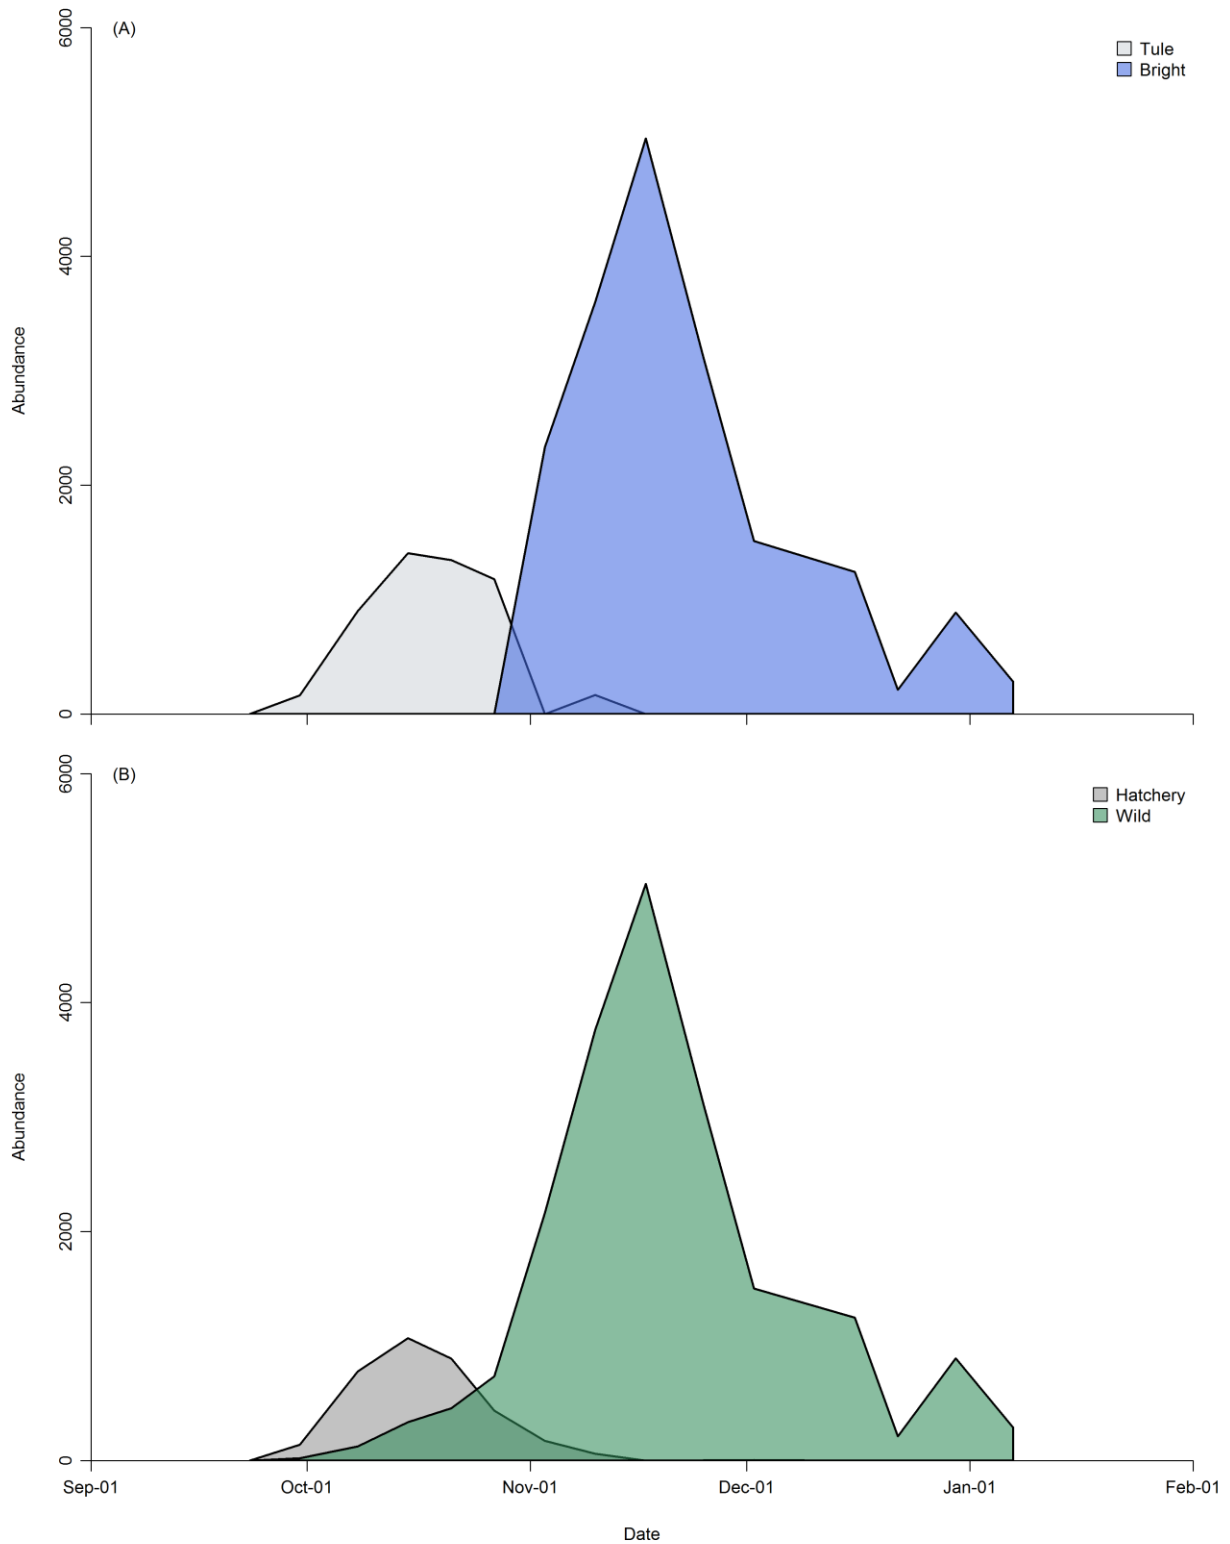 (A)
Tule
Bright
6000
4000
2000
0
Abundance
(B)
Hatchery
Wild
6000
4000
2000
0
Abundance
Sep-01 Oct-01 Nov-01 Dec-01 Jan-01 Feb-01
Date